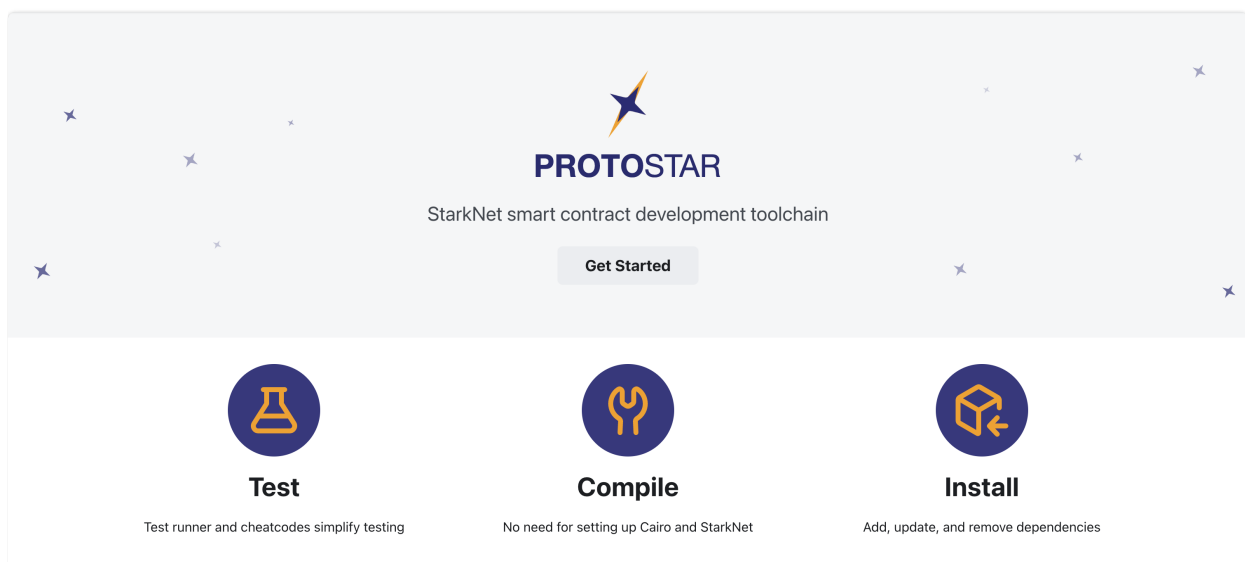 PROTOSTAR
StarkNet smart contract development toolchain
Get Started
Test
Test runner and cheatcodes simplify testing
Compile
No need for setting up Cairo and StarkNet
Install
Add, update, and remove dependencies